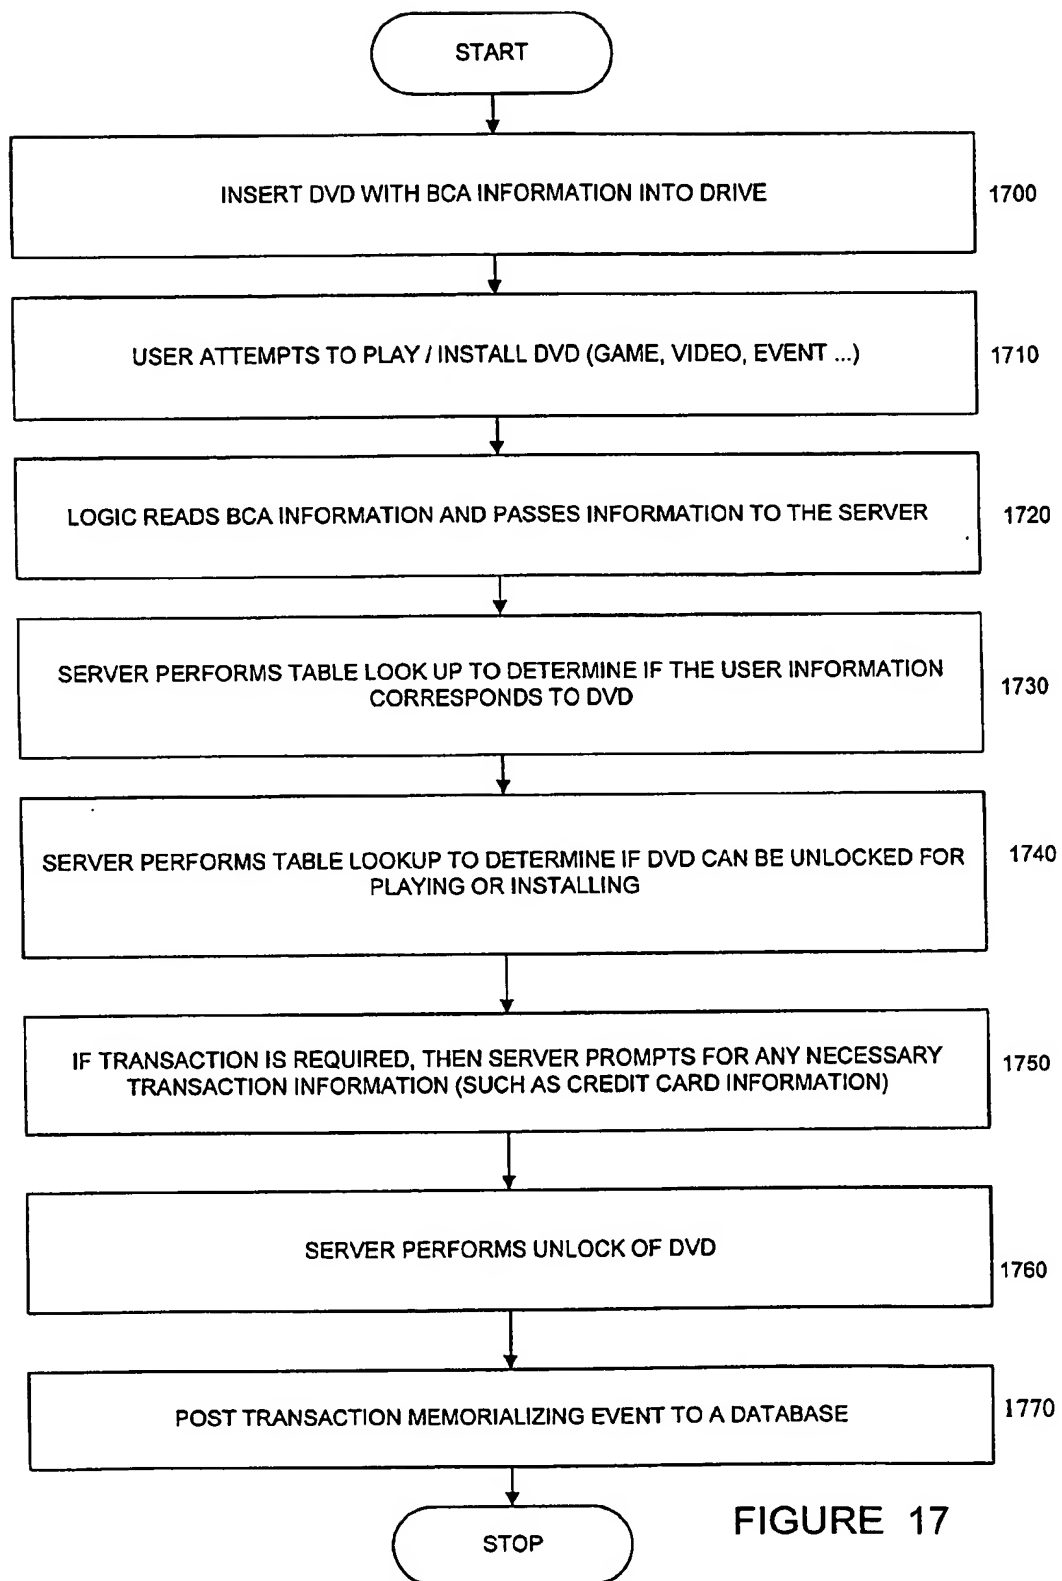 START
INSERT DVD WITH BCA INFORMATION INTO DRIVE
1700
USER ATTEMPTS TO PLAY / INSTALL DVD (GAME, VIDEO, EVENT ...)
1710
LOGIC READS BCA INFORMATION AND PASSES INFORMATION TO THE SERVER
1720
SERVER PERFORMS TABLE LOOK UP TO DETERMINE IF THE USER INFORMATION
CORRESPONDS TO DVD
1730
SERVER PERFORMS TABLE LOOKUP TO DETERMINE IF DVD CAN BE UNLOCKED FOR
PLAYING OR INSTALLING
1740
IF TRANSACTION IS REQUIRED, THEN SERVER PROMPTS FOR ANY NECESSARY
TRANSACTION INFORMATION (SUCH AS CREDIT CARD INFORMATION)
1750
SERVER PERFORMS UNLOCK OF DVD
1760
POST TRANSACTION MEMORIALIZING EVENT TO A DATABASE
1770
STOP
FIGURE 17